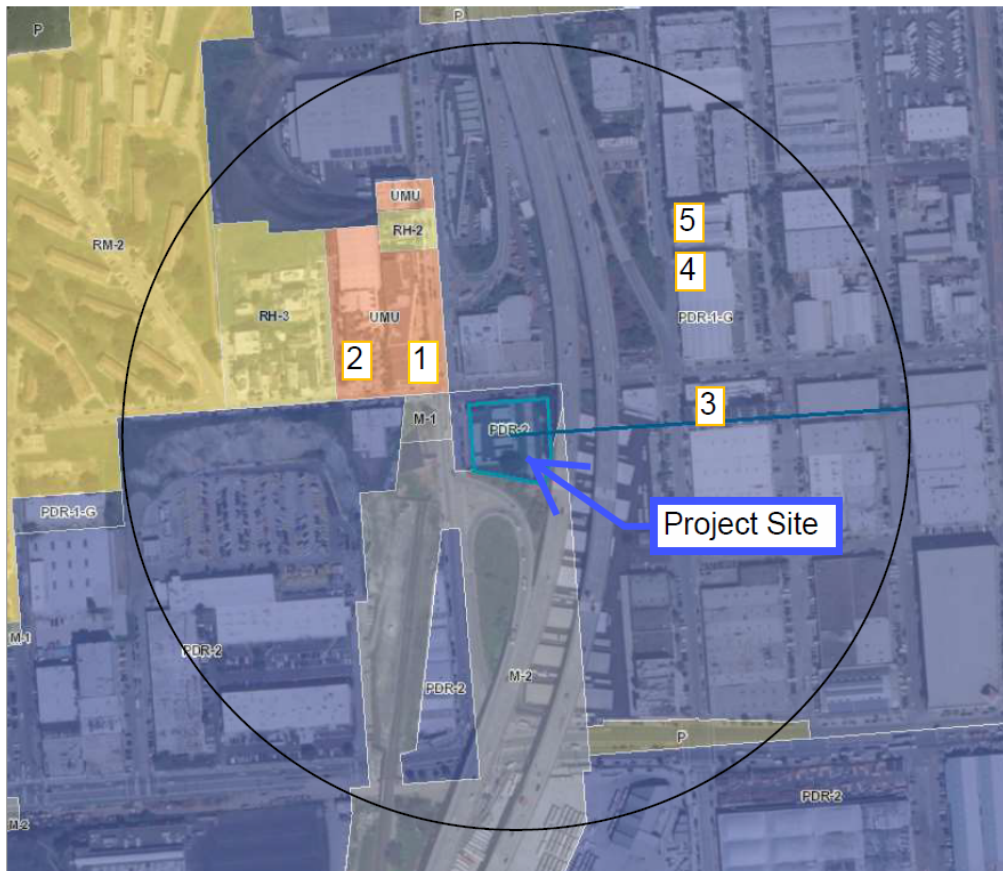 P
P
UMU
5
RM-2
RH-2
4
RH-3
UMU
PDR-1-G
2
1
3
M-1
PDR-2
Project Site
PDR-1-G
M-1
PDR-2
M-2
PDR-2
P
PDR-2
M-2